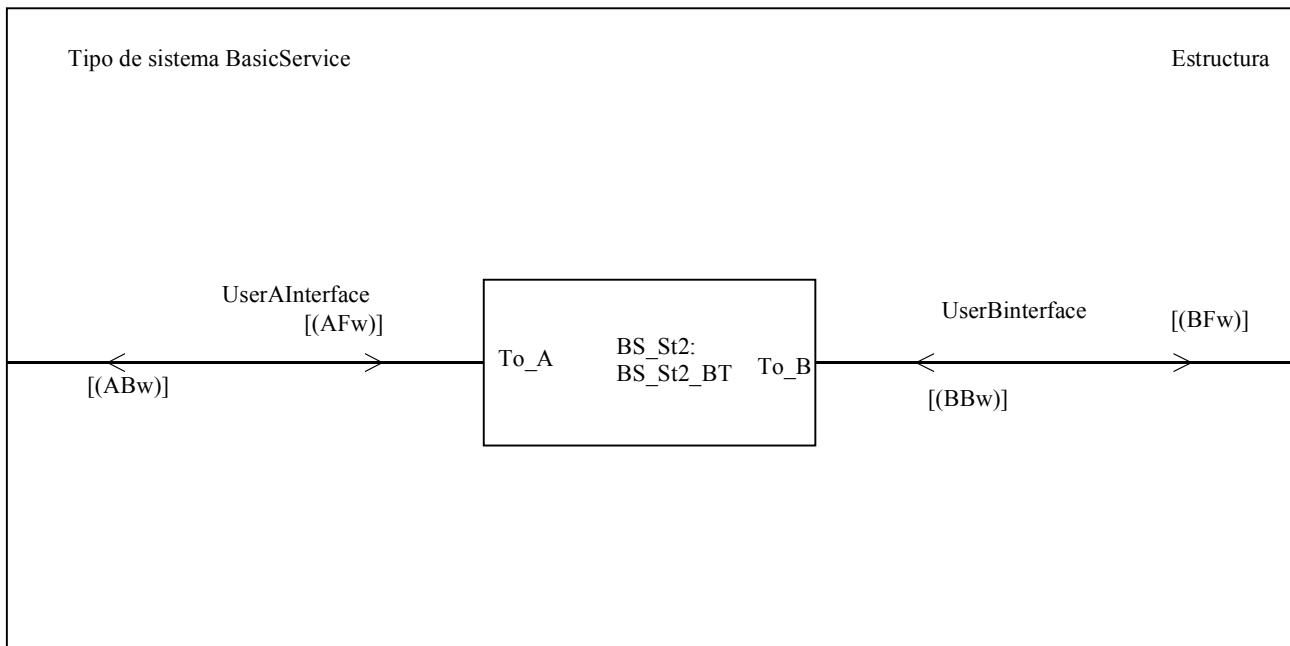 Tipo de sistema BasicService
Estructura
UserAInterface
[(AFw)]
[(ABw)]
To_A
BS_St2:
BS_St2_BT
To_B
UserBinterface
[(BFw)]
[(BBw)]